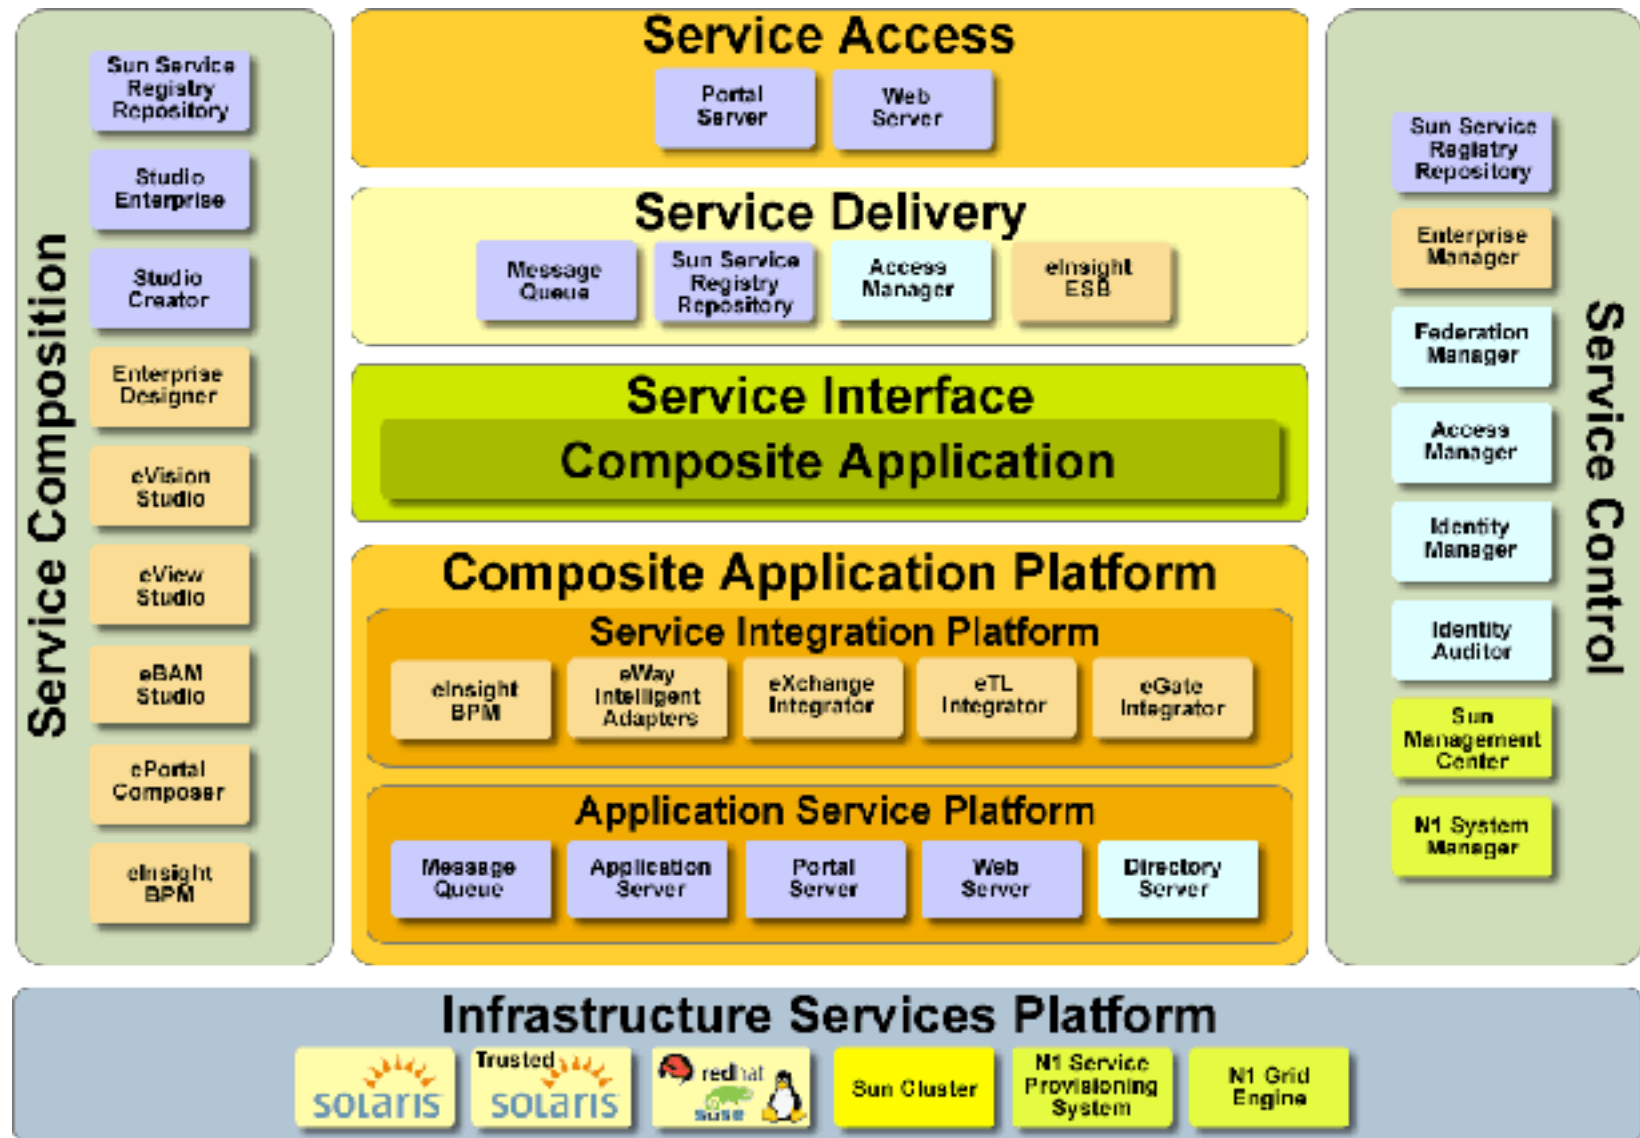 Service Composition
Sun Service
Registry
Repository
Studio
Enterprise
Studio
Creator
Enterprise
Designer
eVision
Studio
eView
Studio
eBAM
Studio
ePortal
Composer
eInsight
BPM
Service Access
Portal
Server
Web
Server
Service Delivery
Message
Queue
Sun Service
Registry
Repository
Access
Manager
eInsight
ESB
Service Interface
Composite Application
Composite Application Platform
Service Integration Platform
eInsight
BPM
eWay
Intelligent
Adapters
eXchange
Integrator
eTL
Integrator
eGate
Integrator
Application Service Platform
Message
Queue
Application
Server
Portal
Server
Web
Server
Directory
Server
Service Control
Sun Service
Registry
Repository
Enterprise
Manager
Federation
Manager
Access
Manager
Identity
Manager
Identity
Auditor
Sun
Management
Center
N1 System
Manager
Infrastructure Services Platform
solaris
Trusted
solaris
redhat
suse
Sun Cluster
N1 Service
Provisioning
System
N1 Grid
Engine